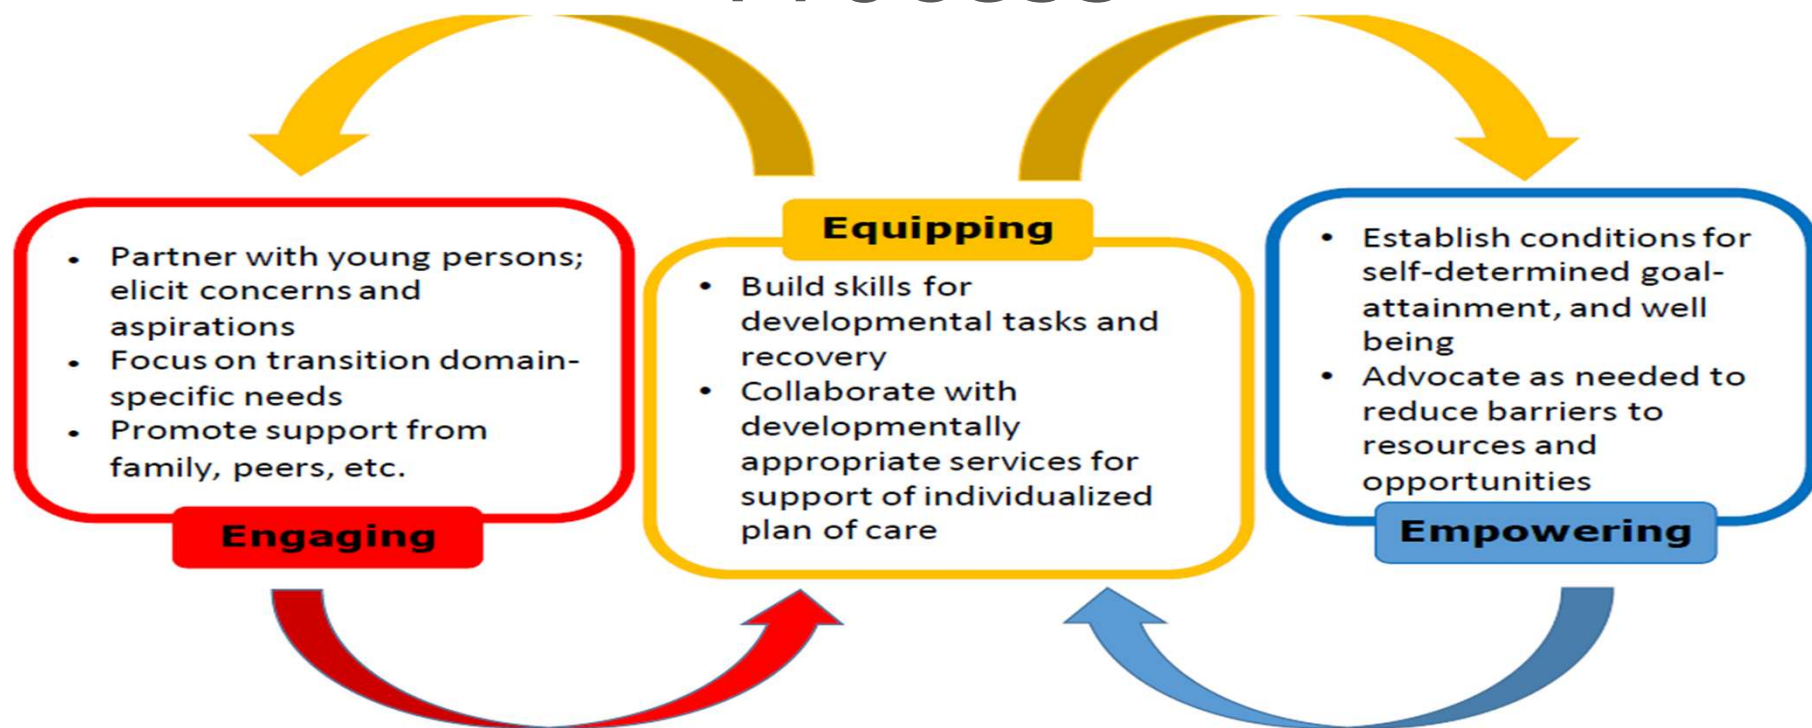 Process
• Partner with young persons;
elicit concerns and
aspirations
• Focus on transition domain-
specific needs
• Promote support from
family, peers, etc.
Engaging
Equipping
• Build skills for
developmental tasks and
recovery
• Collaborate with
developmentally
appropriate services for
support of individualized
plan of care
• Establish conditions for
self-determined goal-
attainment, and well
being
• Advocate as needed to
reduce barriers to
resources and
opportunities
Empowering